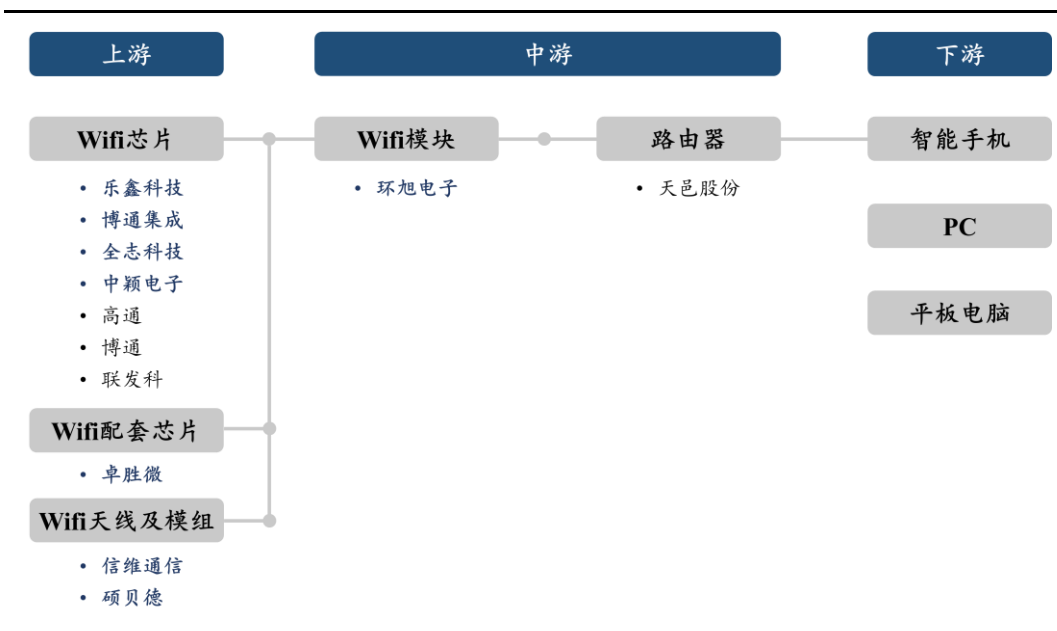 上游
中游
下游
Wifi芯片
Wifi模块
路由器
智能手机
• 乐鑫科技
• 博通集成
• 全志科技
• 中颖电子
• 高通
• 博通
• 联发科
• 环旭电子
• 天邑股份
PC
平板电脑
Wifi配套芯片
• 卓胜微
Wifi天线及模组
• 信维通信
• 硕贝德